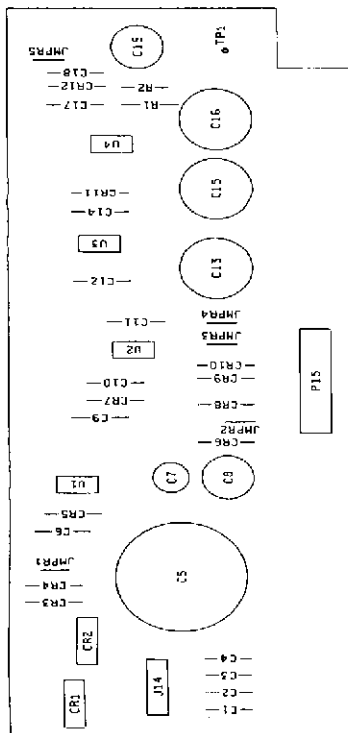 C19
TP1
JMPR5
C18
CR12
R2
C17
R1
C16
U4
C15
CR11
C14
U3
C13
C12
JMPR4
C11
JMPR3
U2
P15
CR10
CR9
C10
CR7
CR8
C9
JMPR2
CR6
C7
C8
U1
CR5
C6
JMPR1
C5
CR4
CR3
CR2
J14
C4
C3
C2
C1
CR1